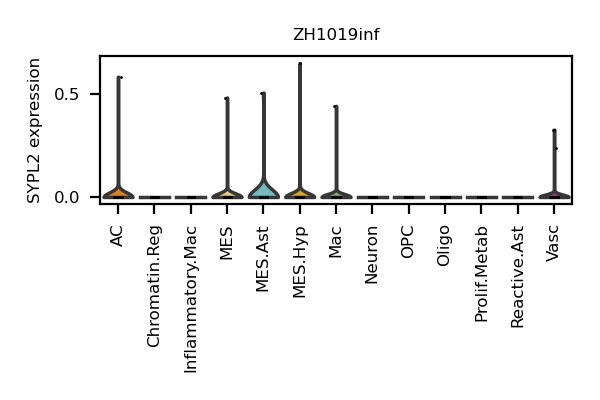 ZH1019inf
SYPL2 expression
0.5
0.0
AC
Chromatin.Reg
Inflammatory.Mac
MES
MES.Ast
MES.Hyp
Mac
Neuron
OPC
Oligo
Prolif.Metab
Reactive.Ast
Vasc